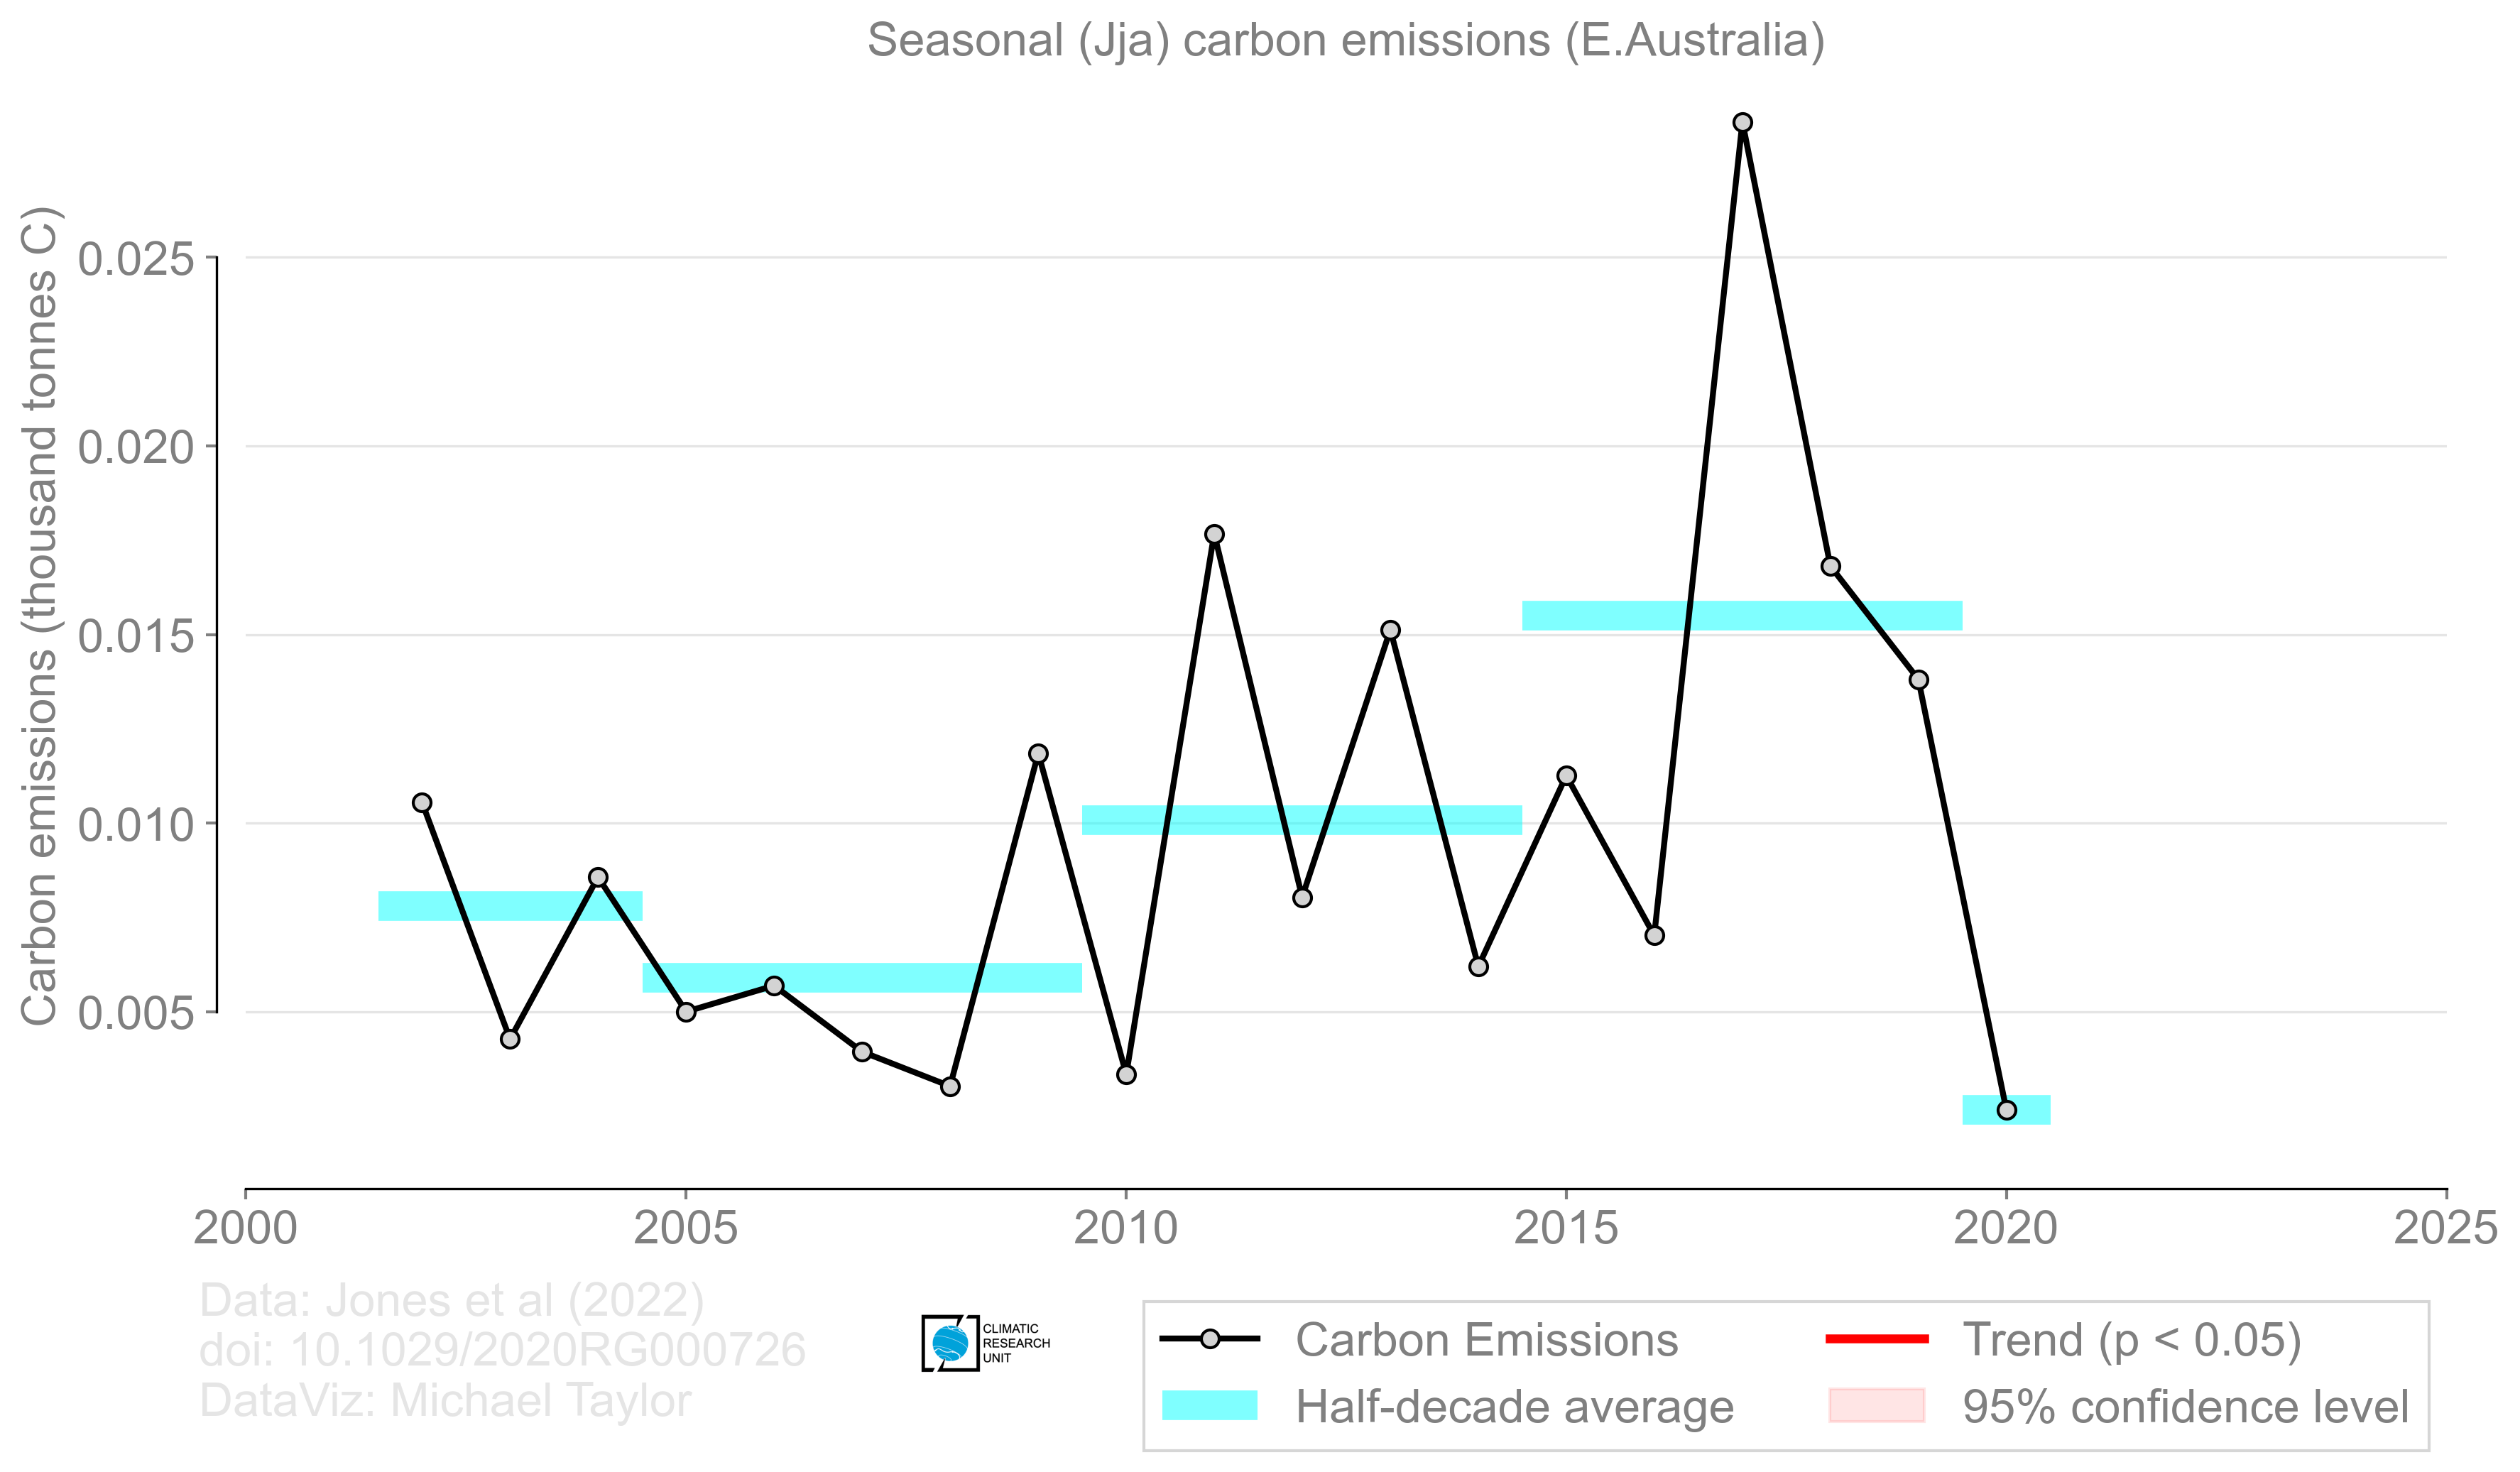 Seasonal (Jja) carbon emissions (E.Australia)
Carbon emissions (thousand tonnes C)
0.025
0.020
0.015
0.010
0.005
2000 2005 2010 2015 2020 2025
Data: Jones et al (2022)
doi: 10.1029/2020RG000726
DataViz: Michael Taylor
CLIMATIC
RESEARCH
UNIT
Carbon Emissions
Half-decade average
Trend (p < 0.05)
95% confidence level